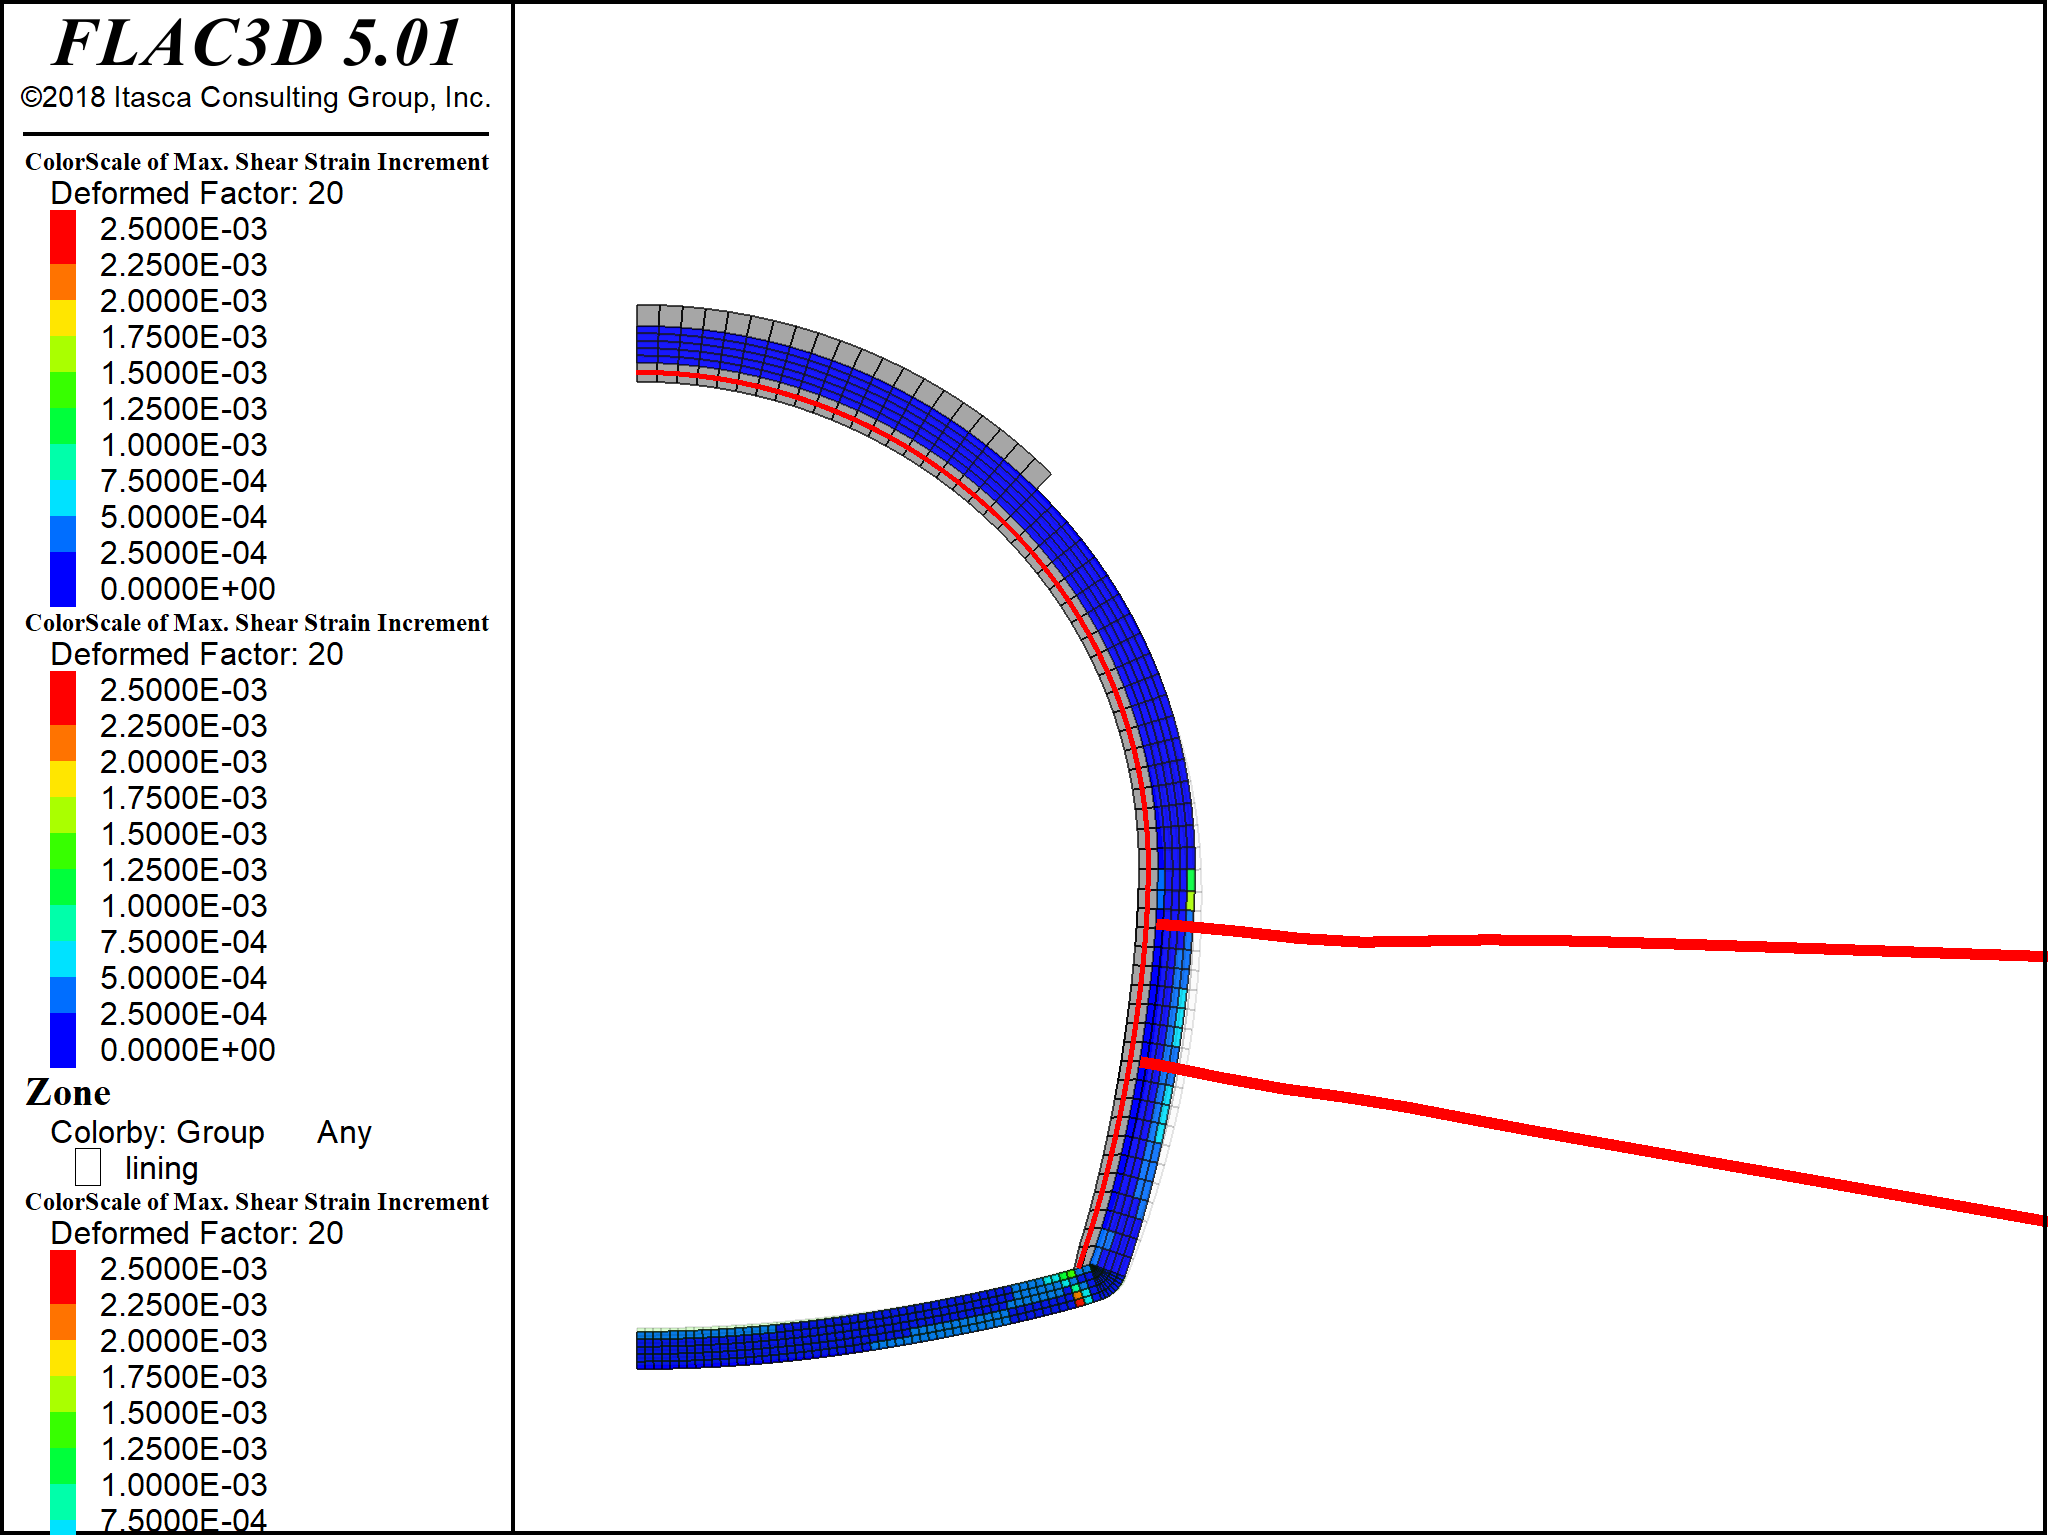 FLAC3D 5.01
©2018 Itasca Consulting Group, Inc.
ColorScale of Max. Shear Strain Increment
Deformed Factor: 20
2.5000E-03
2.2500E-03
2.0000E-03
1.7500E-03
1.5000E-03
1.2500E-03
1.0000E-03
7.5000E-04
5.0000E-04
2.5000E-04
0.0000E+00
ColorScale of Max. Shear Strain Increment
Deformed Factor: 20
2.5000E-03
2.2500E-03
2.0000E-03
1.7500E-03
1.5000E-03
1.2500E-03
1.0000E-03
7.5000E-04
5.0000E-04
2.5000E-04
0.0000E+00
Zone
Colorby: Group Any
lining
ColorScale of Max. Shear Strain Increment
Deformed Factor: 20
2.5000E-03
2.2500E-03
2.0000E-03
1.7500E-03
1.5000E-03
1.2500E-03
1.0000E-03
7.5000E-04